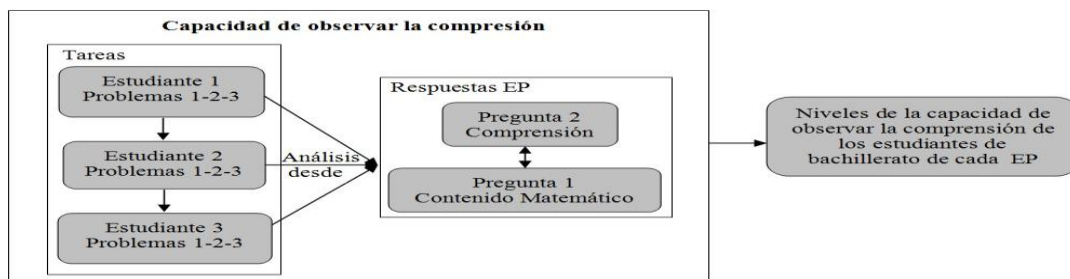 Capacidad de observar la compresión
Tareas
Estudiante 1
Problemas 1-2-3
Estudiante 2
Problemas 1-2-3
Estudiante 3
Problemas 1-2-3
Análisis
desde
Respuestas EP
Pregunta 2
Comprensión
Pregunta 1
Contenido Matemático
Niveles de la capacidad de
observar la comprensión de
los estudiantes de
bachillerato de cada EP